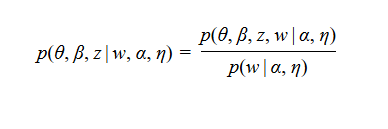 p(θ, β, z | w, α, η) = p(θ, β, z, w | α, η) / p(w | α, η)